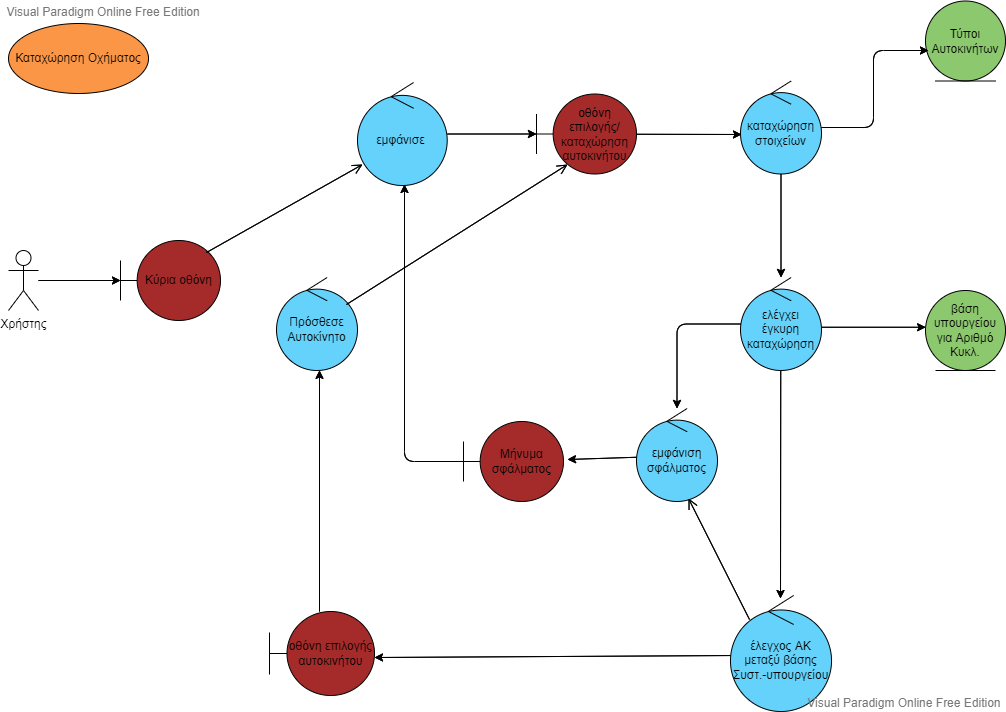 Visual Paradigm Online Free Edition
Καταχώρηση Οχήματος
Τύποι
Αυτοκινήτων
εμφάνισε
οθόνη
επιλογής/
καταχώρηση
αυτοκινήτου
καταχώρηση
στοιχείων
Χρήστης
Κύρια οθόνη
Πρόσθεσε
Αυτοκίνητο
ελέγχει
έγκυρη
καταχώρηση
βάση
υπουργείου
για Αριθμό
Κυκλ.
Μήνυμα
σφάλματος
εμφάνιση
σφάλματος
οθόνη επιλογής
αυτοκινήτου
έλεγχος ΑΚ
μεταξύ βάσης
Συστ.-υπουργείου
Visual Paradigm Online Free Edition